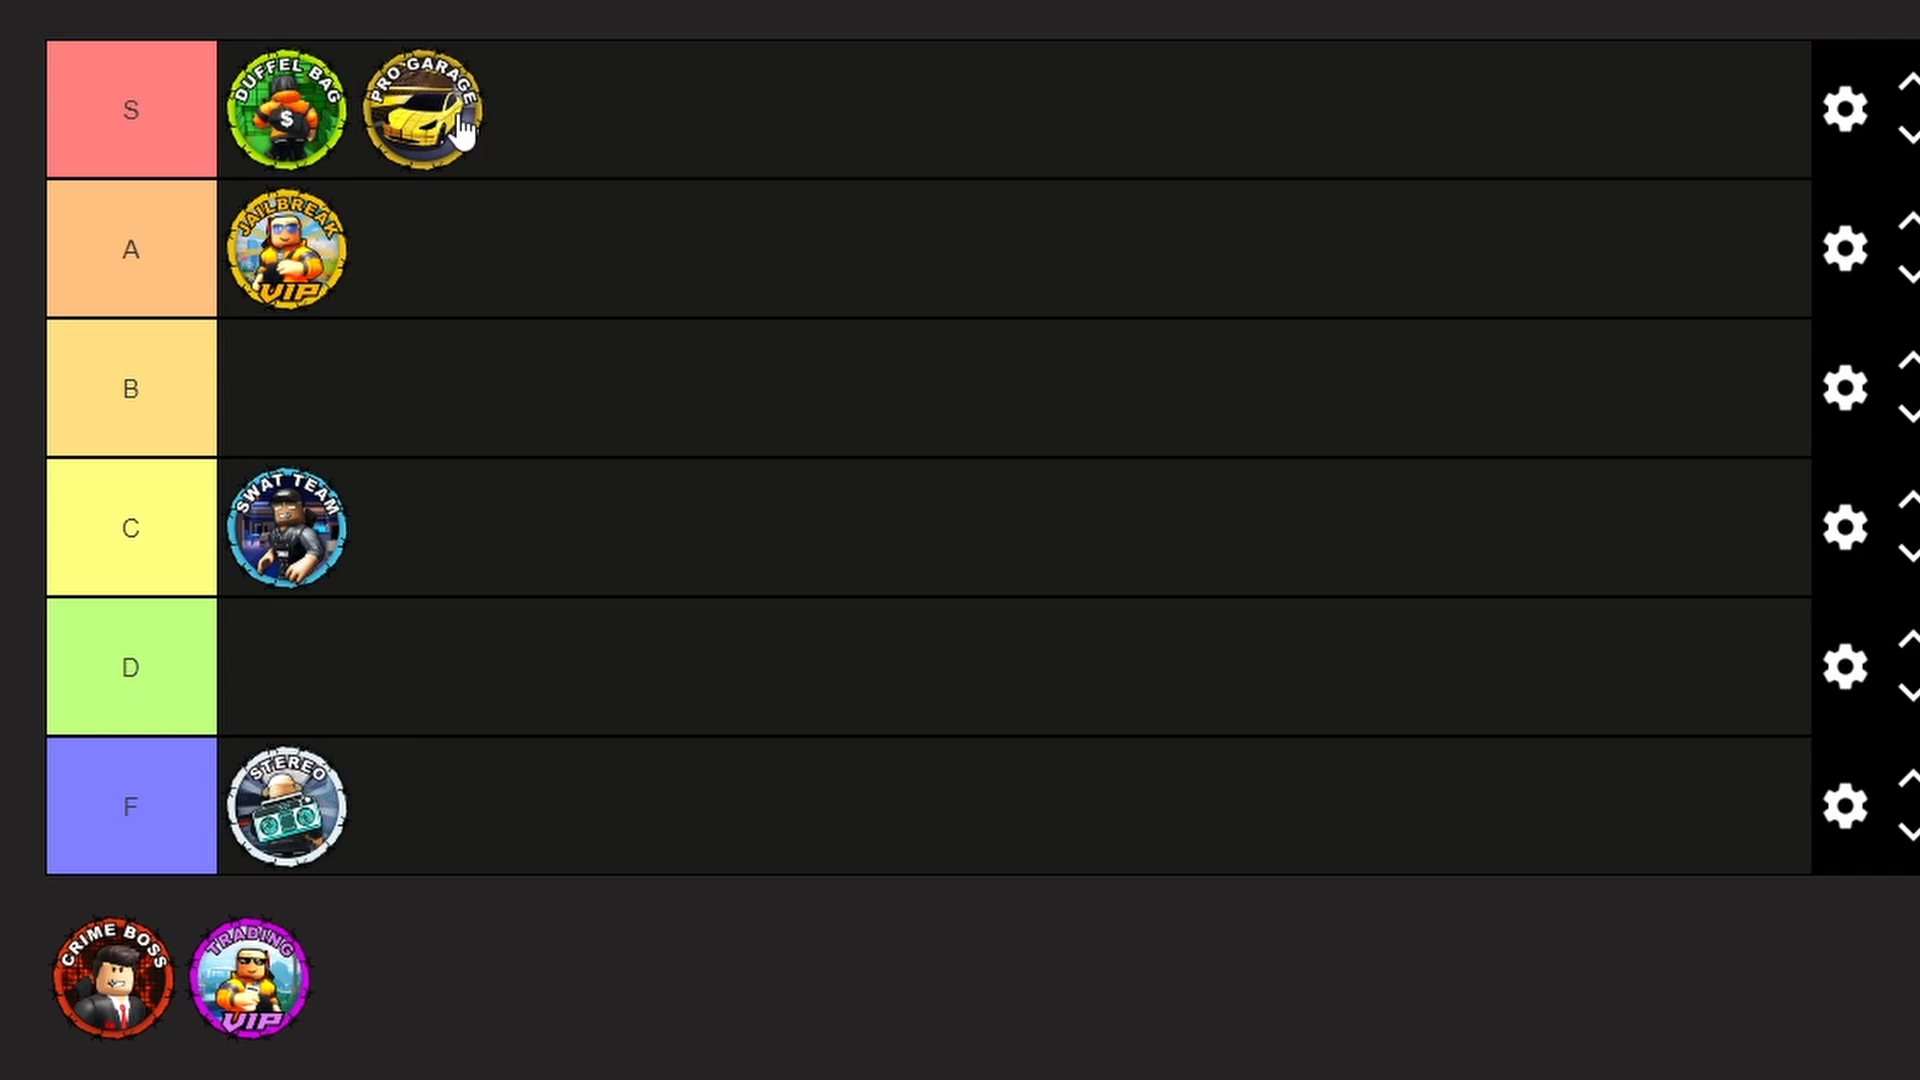 S
DUFFEL BAG
$
PRO GARAGE
A
JAILBREAK
VIP
B
C
SWAT TEAM
D
F
STEREO
CRIME BOSS
TRADING
VIP